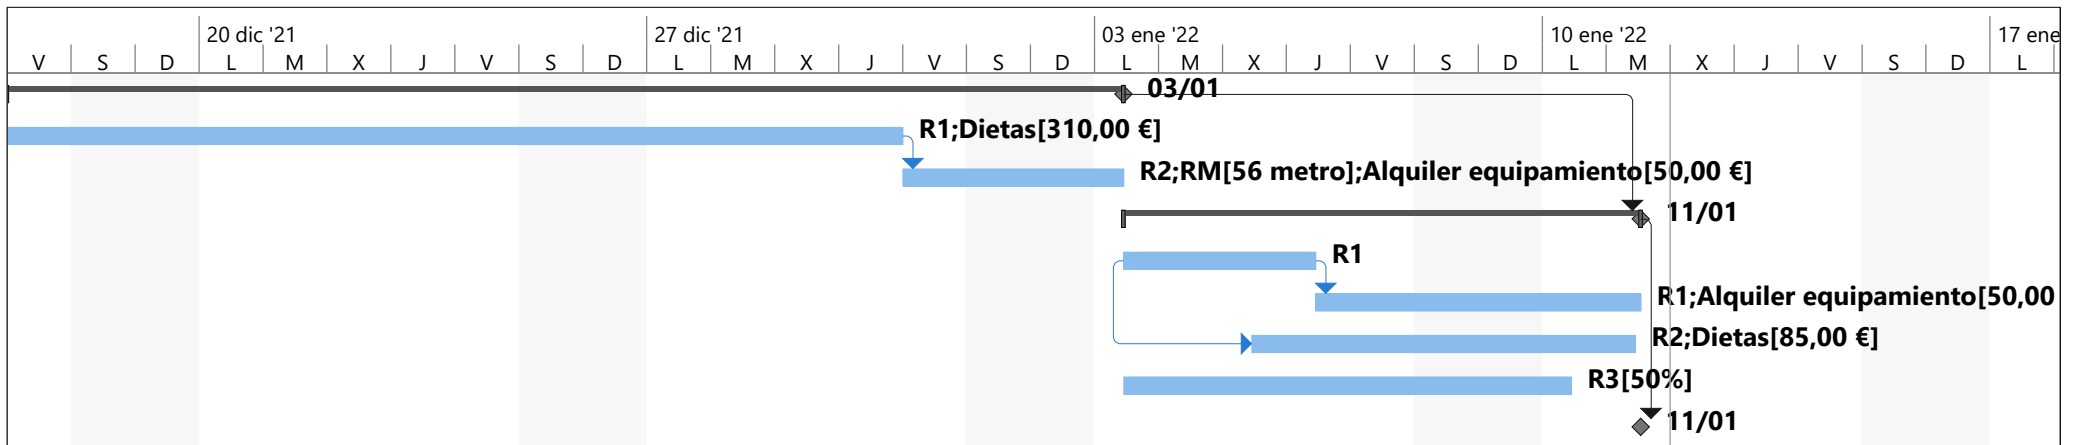 20 dic '21 27 dic '21 03 ene '22 10 ene '22 17 ene
V S D L M X J V S D L M X J V S D L M X J V S D L M X J V S D L
03/01
R1;Dietas[310,00 €]
R2;RM[56 metro];Alquiler equipamiento[50,00 €]
11/01
R1
R1;Alquiler equipamiento[50,00
R2;Dietas[85,00 €]
R3[50%]
11/01